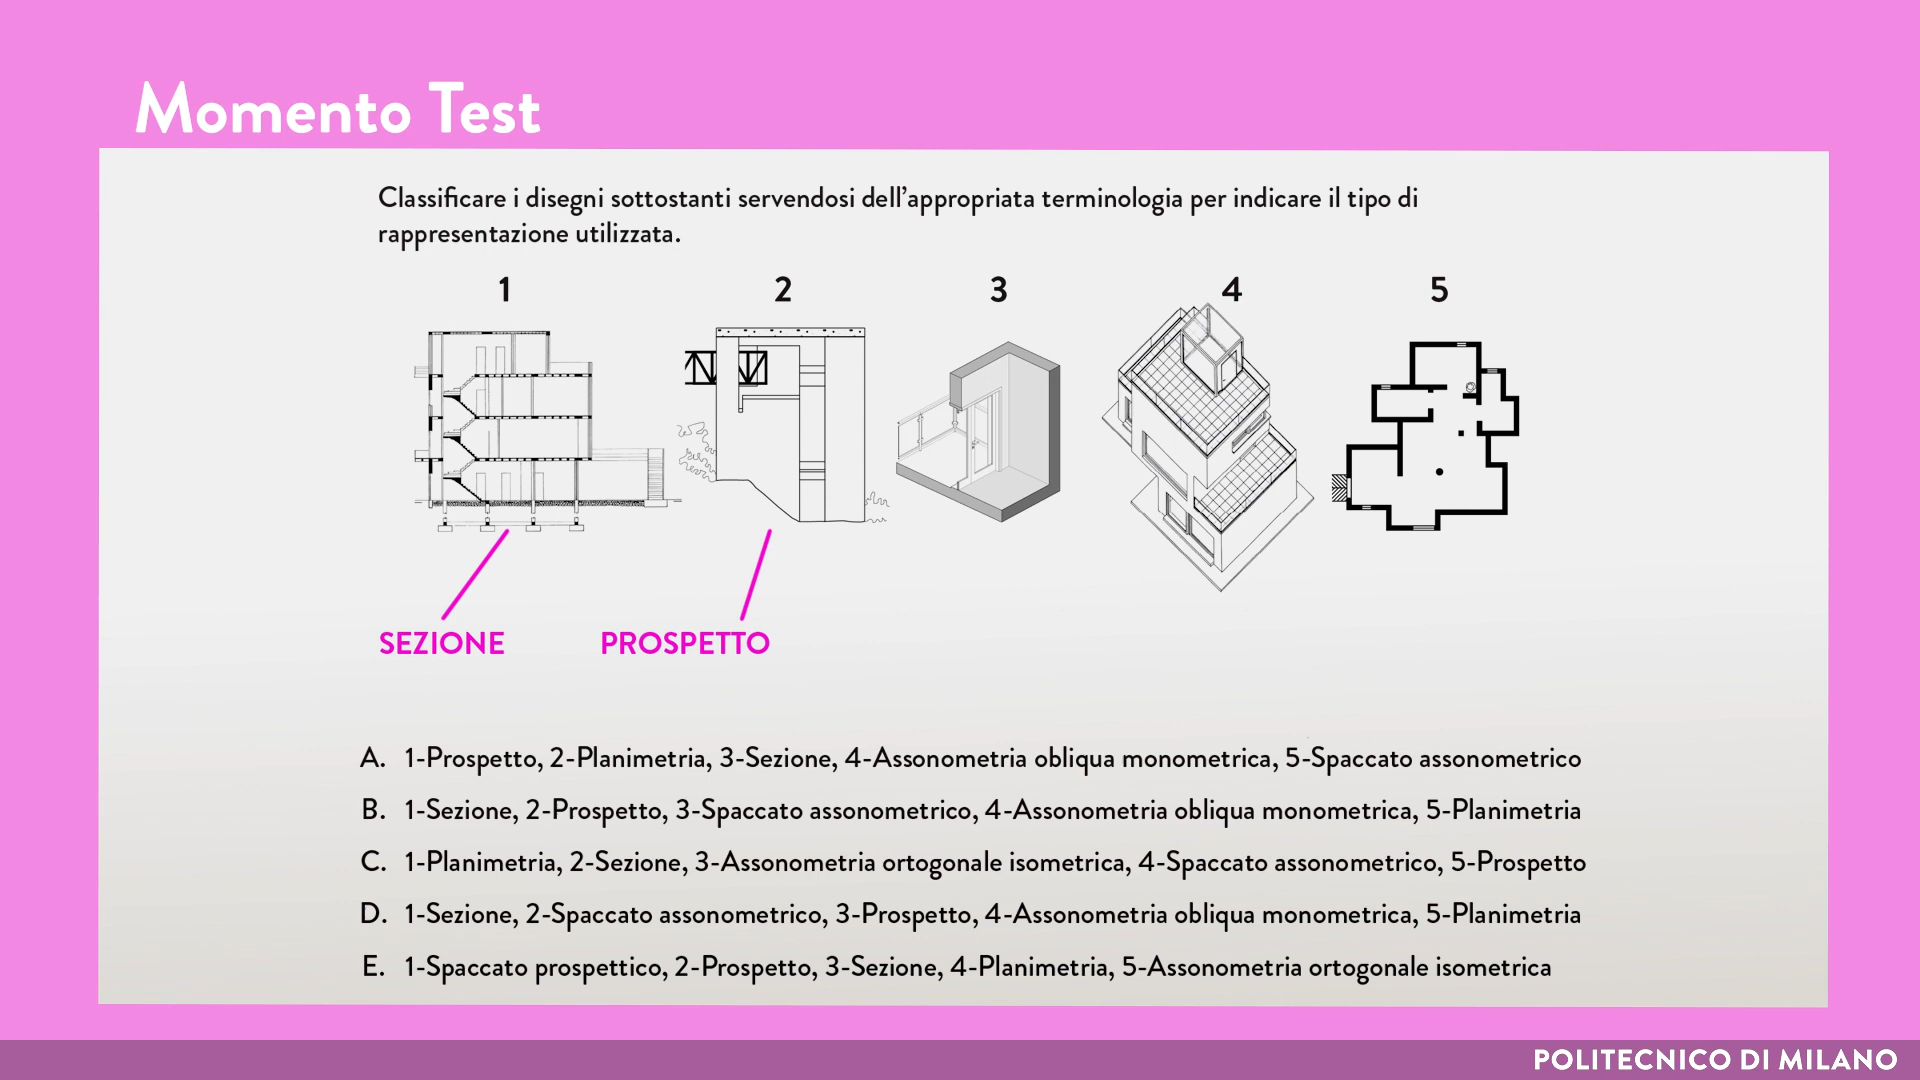 Momento Test
Classificare i disegni sottostanti servendosi dell'appropriata terminologia per indicare il tipo di
rappresentazione utilizzata.
1 2 3 4 5
SEZIONE PROSPETTO
A. 1-Prospetto, 2-Planimetria, 3-Sezione, 4-Assonometria obliqua monometrica, 5-Spaccato assonometrico
B. 1-Sezione, 2-Prospetto, 3-Spaccato assonometrico, 4-Assonometria obliqua monometrica, 5-Planimetria
C. 1-Planimetria, 2-Sezione, 3-Assonometria ortogonale isometrica, 4-Spaccato assonometrico, 5-Prospetto
D. 1-Sezione, 2-Spaccato assonometrico, 3-Prospetto, 4-Assonometria obliqua monometrica, 5-Planimetria
E. 1-Spaccato prospettico, 2-Prospetto, 3-Sezione, 4-Planimetria, 5-Assonometria ortogonale isometrica
POLITECNICO DI MILANO